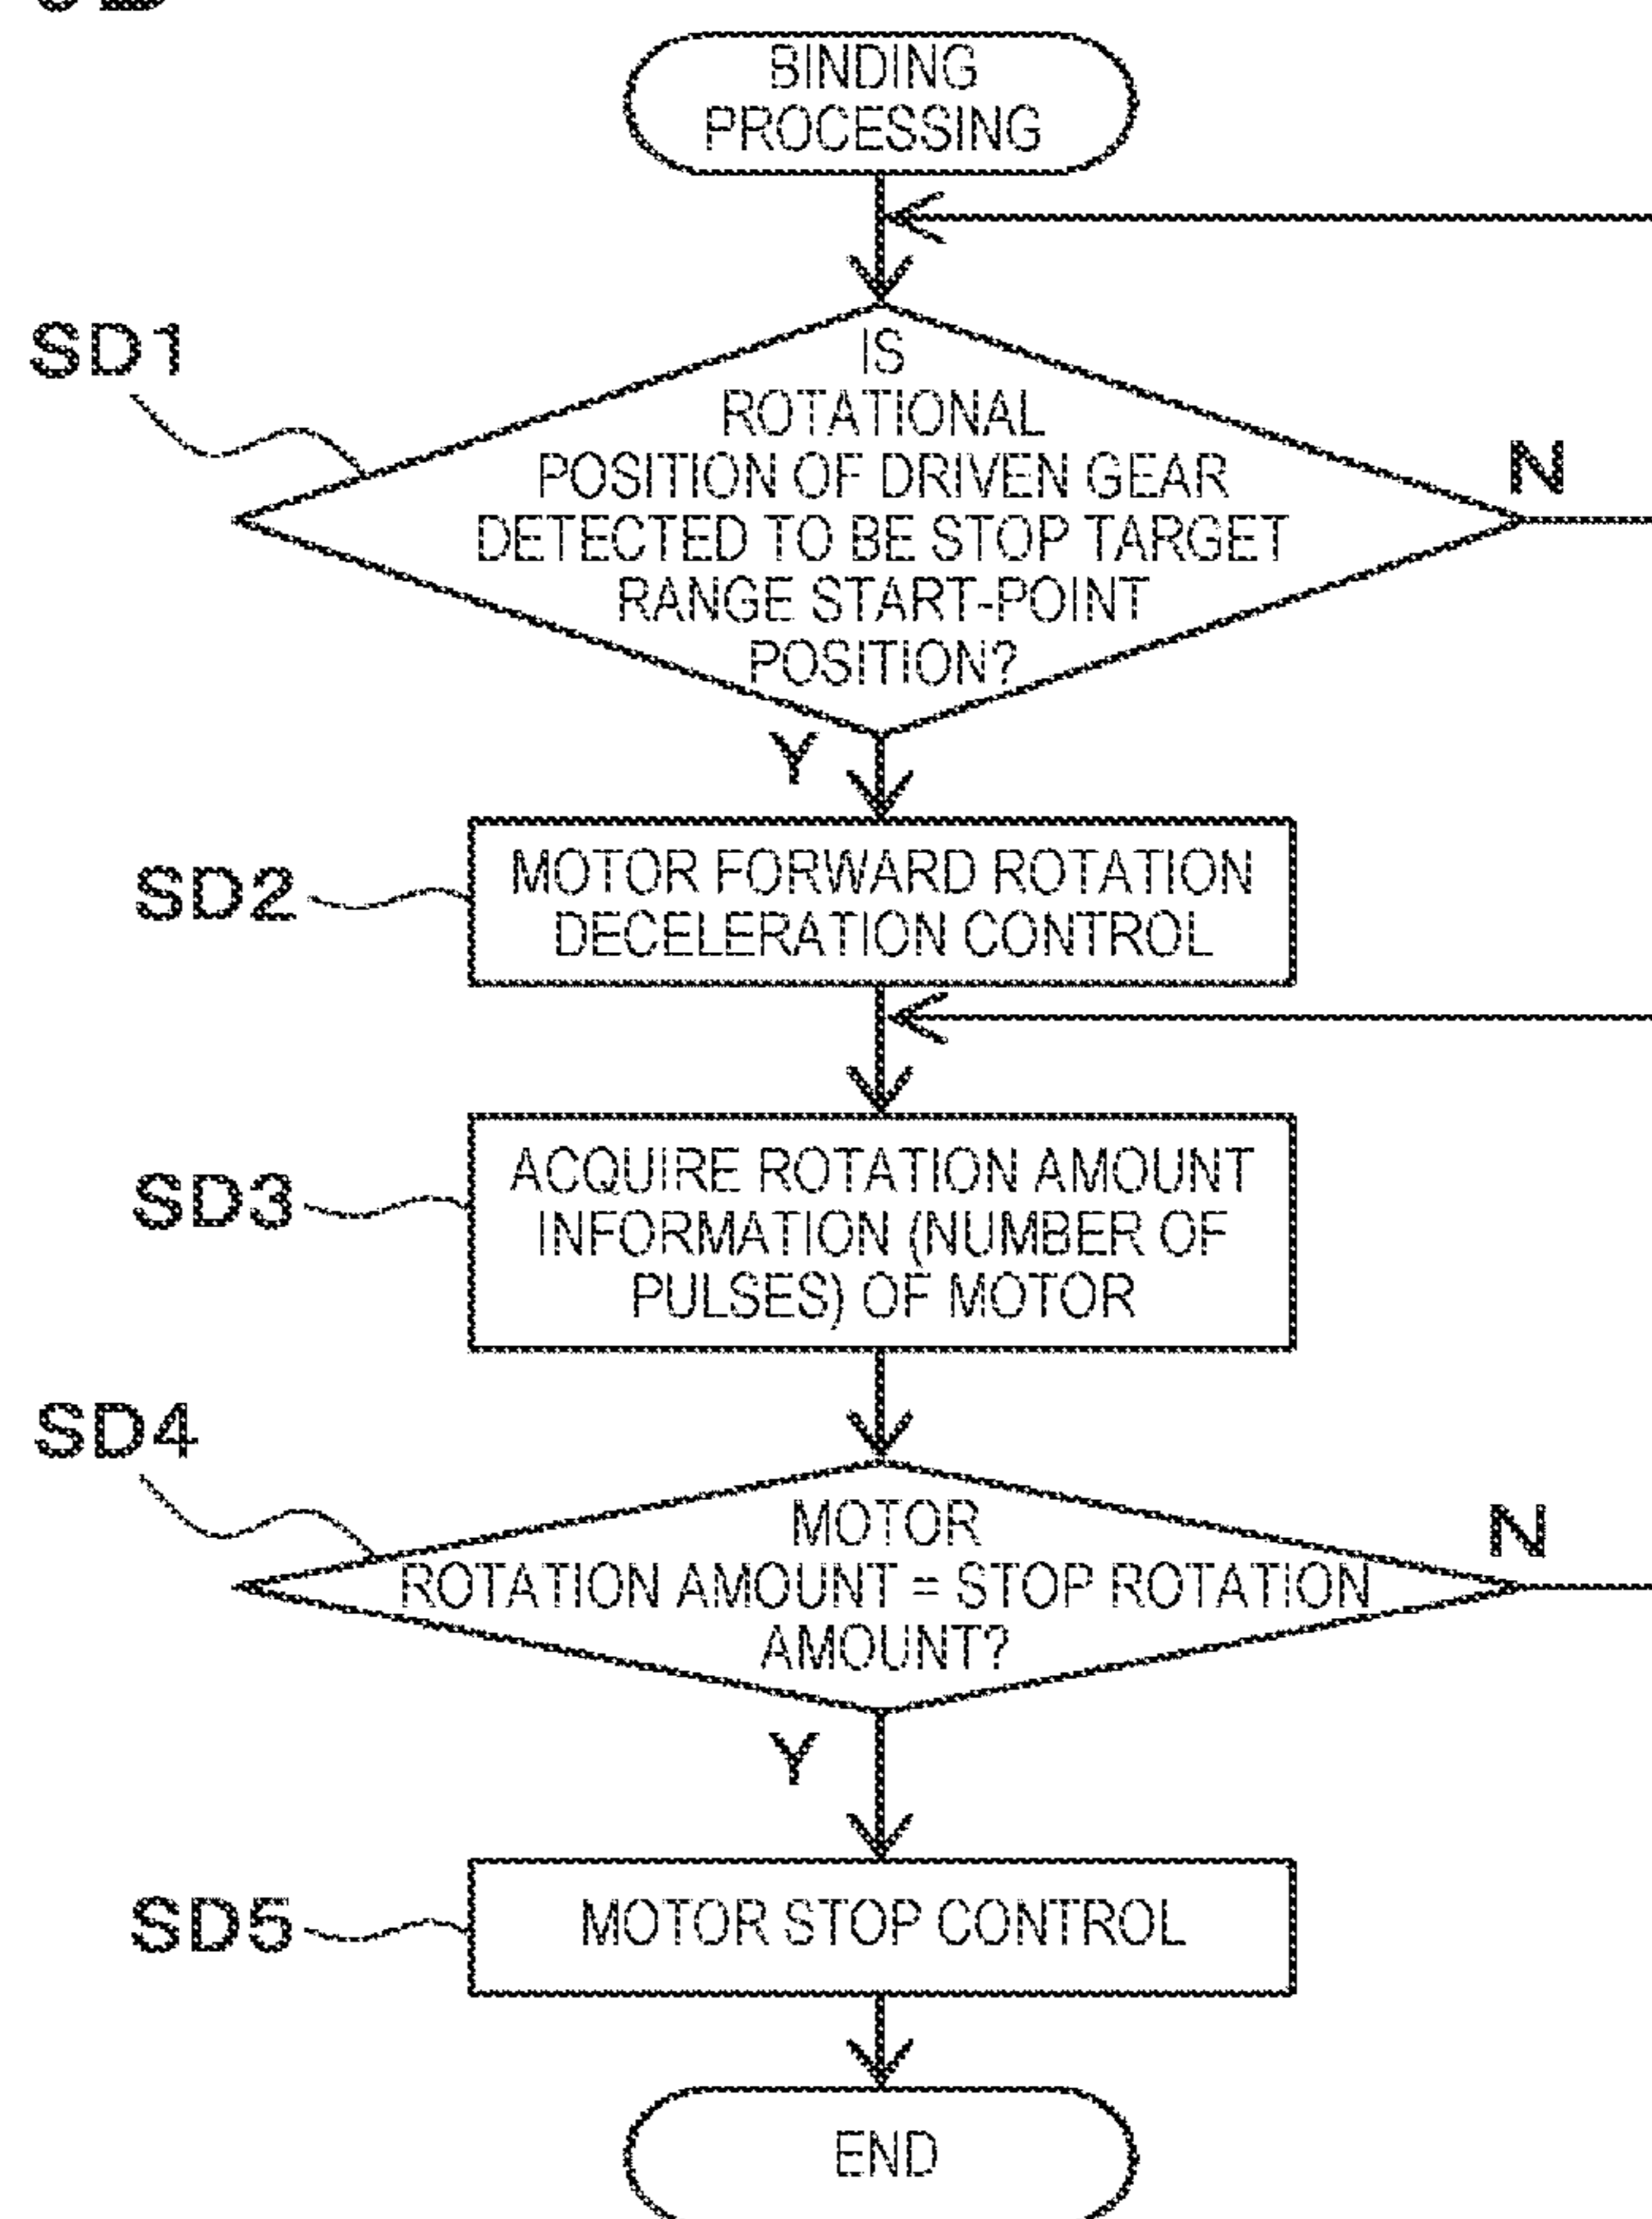 BINDING
PROCESSING
SD1
IS
ROTATIONAL
POSITION OF DRIVEN GEAR
DETECTED TO BE STOP TARGET
RANGE START-POINT
POSITION?
N
Y
SD2
MOTOR FORWARD ROTATION
DECELERATION CONTROL
SD3
ACQUIRE ROTATION AMOUNT
INFORMATION (NUMBER OF
PULSES) OF MOTOR
SD4
MOTOR
ROTATION AMOUNT = STOP ROTATION
AMOUNT?
N
Y
SD5
MOTOR STOP CONTROL
END